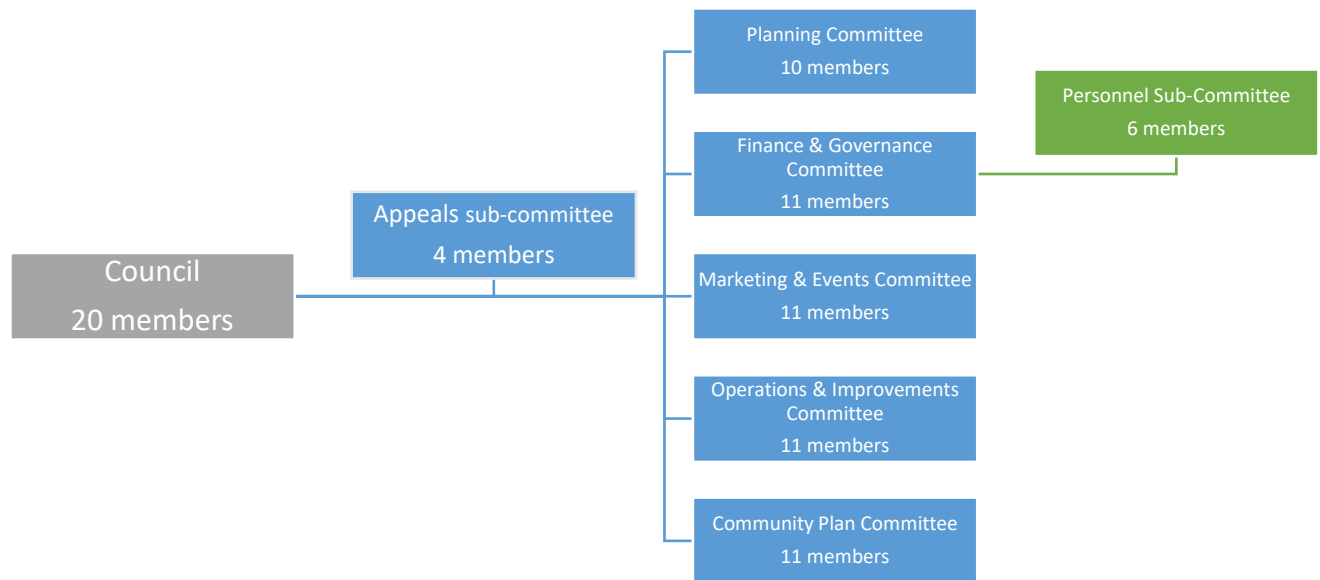 Council
20 members
Appeals sub-committee
4 members
Planning Committee
10 members
Finance & Governance
Committee
11 members
Personnel Sub-Committee
6 members
Marketing & Events Committee
11 members
Operations & Improvements
Committee
11 members
Community Plan Committee
11 members